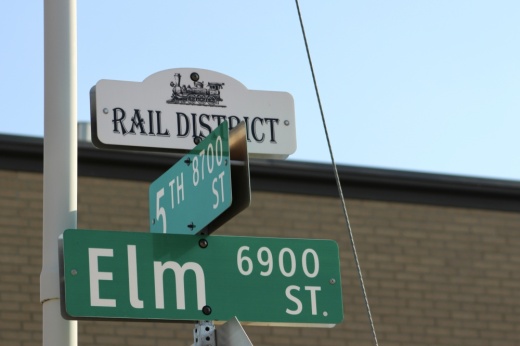 RAIL DISTRICT
5TH 8700 ST
Elm 6900 ST.